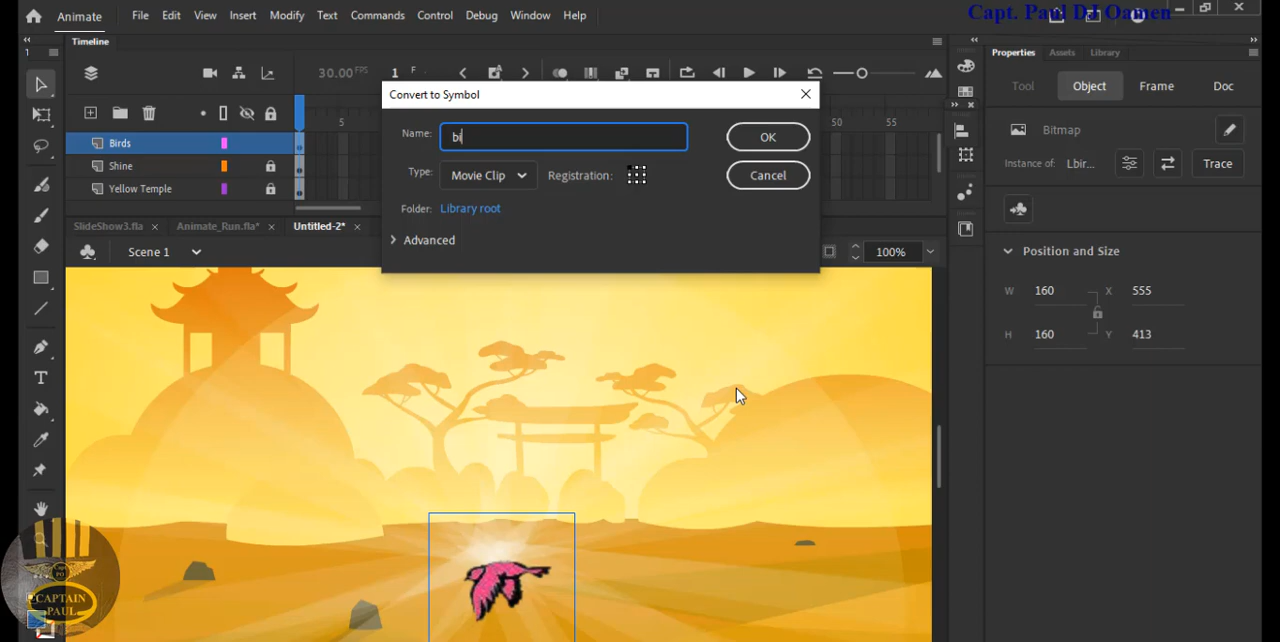 Animate File Edit View Insert Modify Text Commands Control Debug Window Help
Capt. Paul DJ Oamen
Timeline
30.00 FPS 1 F
5 50 55
Birds
Shine
Yellow Temple
SlideShow3.fla Animate_Run.fla* Untitled-2*
Scene 1
100%
Convert to Symbol
Name: bi
OK
Type: Movie Clip Registration:
Cancel
Folder: Library root
Advanced
Properties Assets Library
Tool Object Frame Doc
Bitmap
Instance of: Lbir... Trace
Position and Size
W 160 X 555
H 160 Y 413
T
CAPTAIN
PAUL